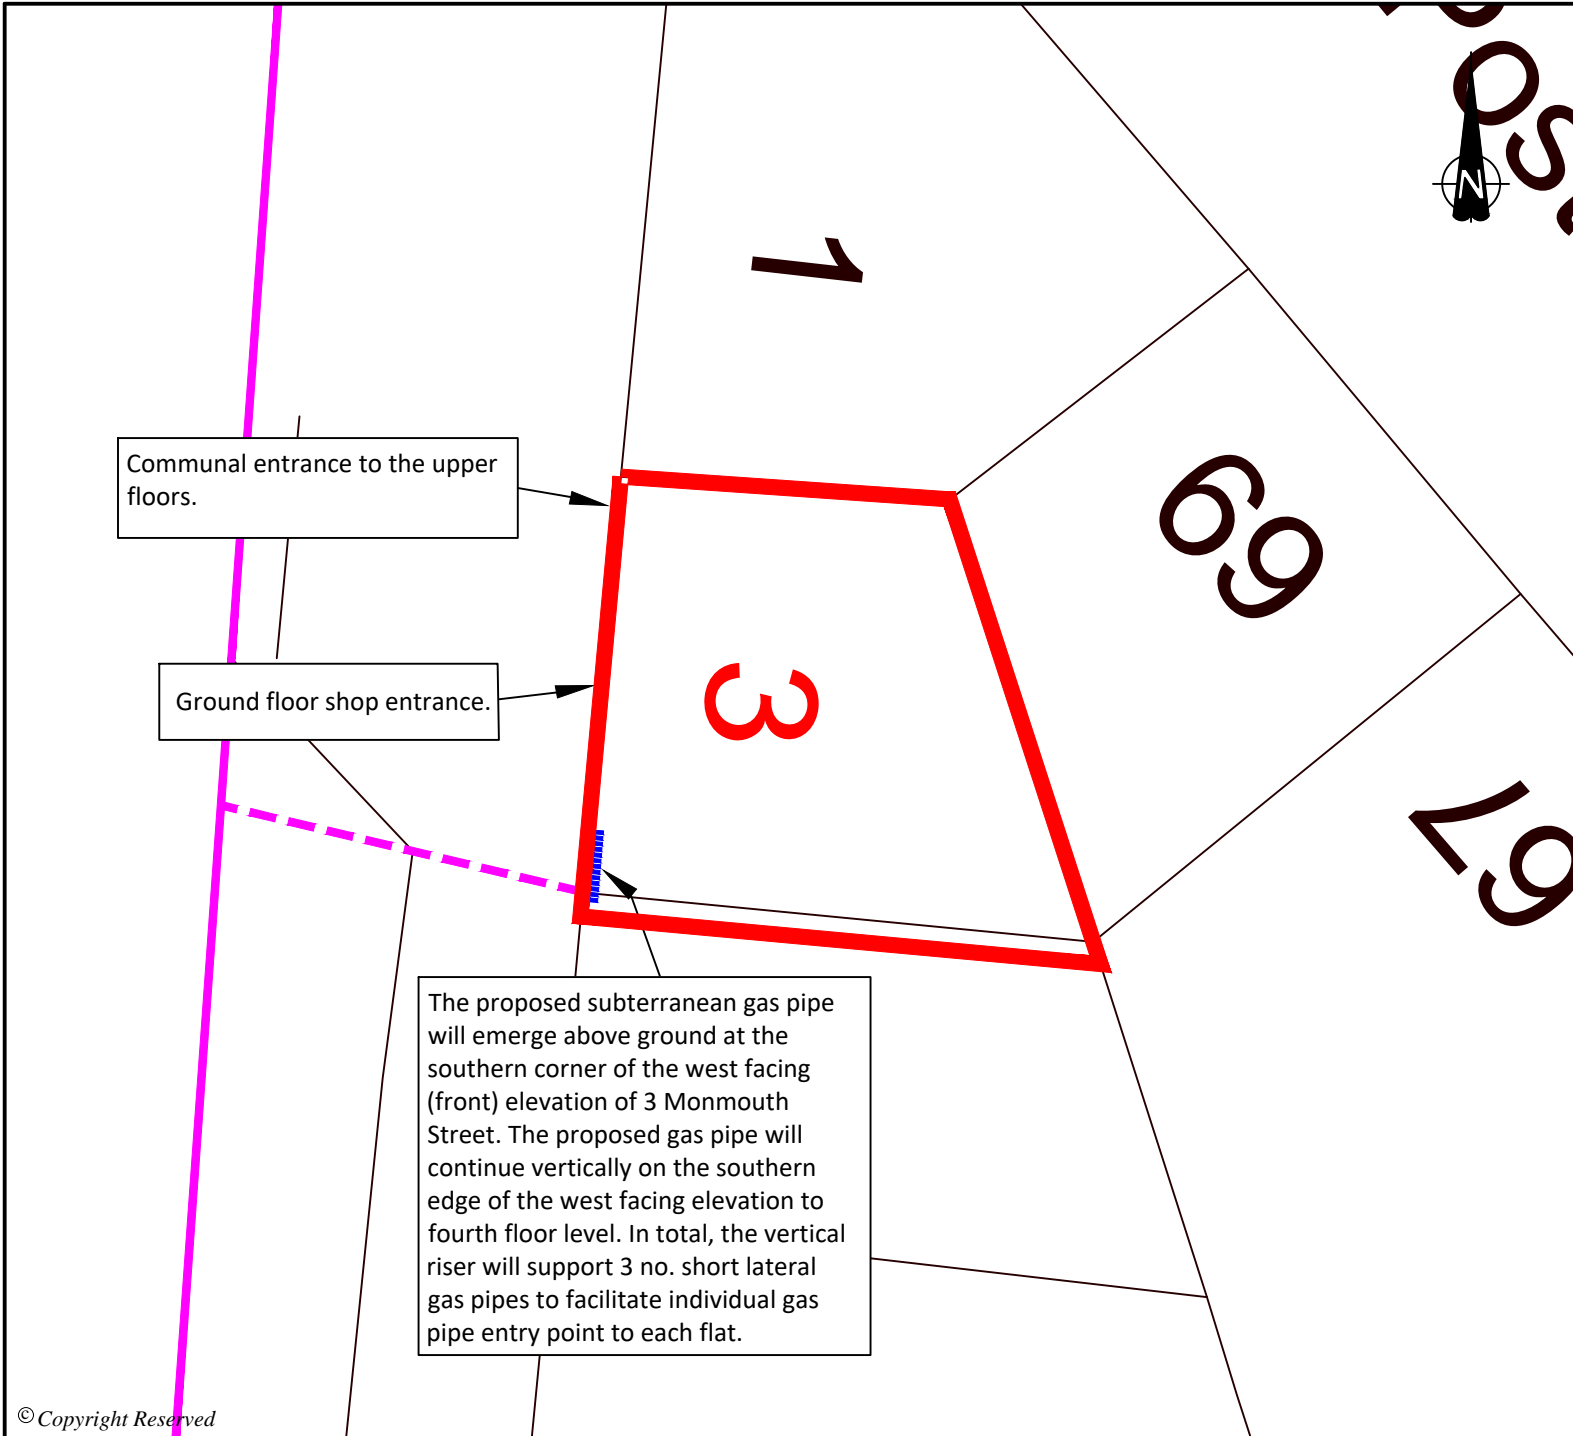 N
1
Communal entrance to the upper
floors.
69
Ground floor shop entrance.
3
67
The proposed subterranean gas pipe
will emerge above ground at the
southern corner of the west facing
(front) elevation of 3 Monmouth
Street. The proposed gas pipe will
continue vertically on the southern
edge of the west facing elevation to
fourth floor level. In total, the vertical
riser will support 3 no. short lateral
gas pipes to facilitate individual gas
pipe entry point to each flat.
© Copyright Reserved